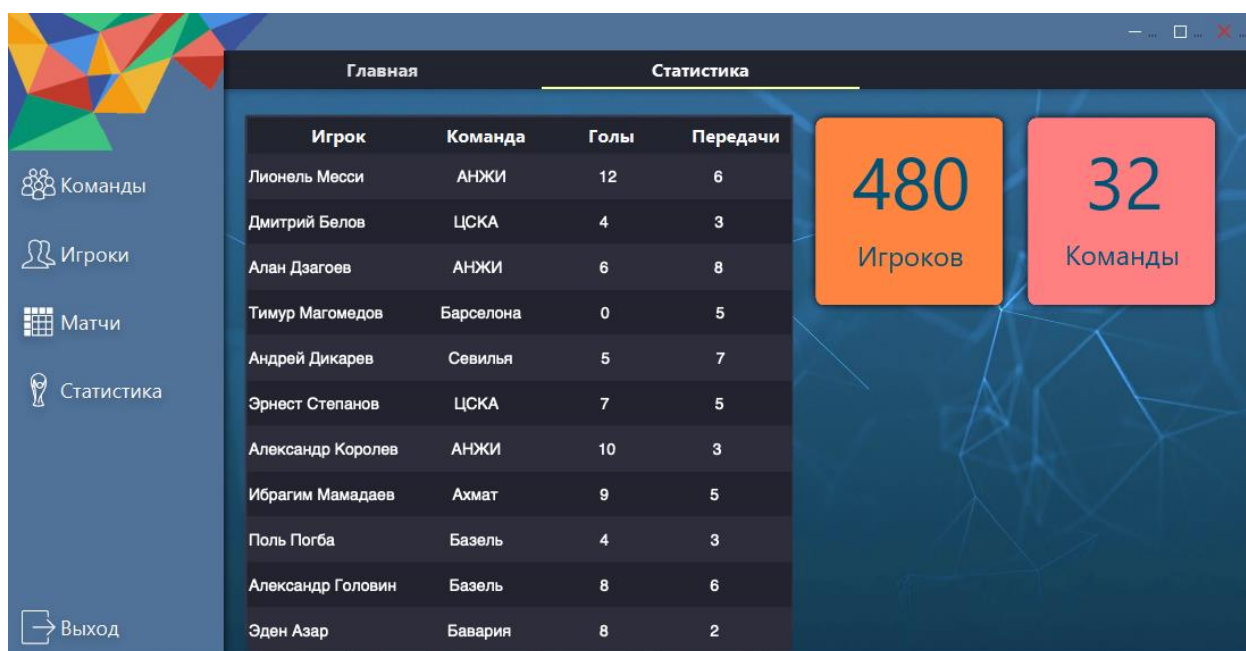 Главная Статистика
Команды
Игроки
Матчи
Статистика
Выход
Игрок Команда Голы Передачи
Лионель Месси АНЖИ 12 6
Дмитрий Белов ЦСКА 4 3
Алан Дзагоев АНЖИ 6 8
Тимур Магомедов Барселона 0 5
Андрей Дикарев Севилья 5 7
Эрнест Степанов ЦСКА 7 5
Александр Королев АНЖИ 10 3
Ибрагим Мамадаев Ахмат 9 5
Поль Погба Базель 4 3
Александр Головин Базель 8 6
Эден Азар Бавария 8 2
480
Игроков
32
Команды